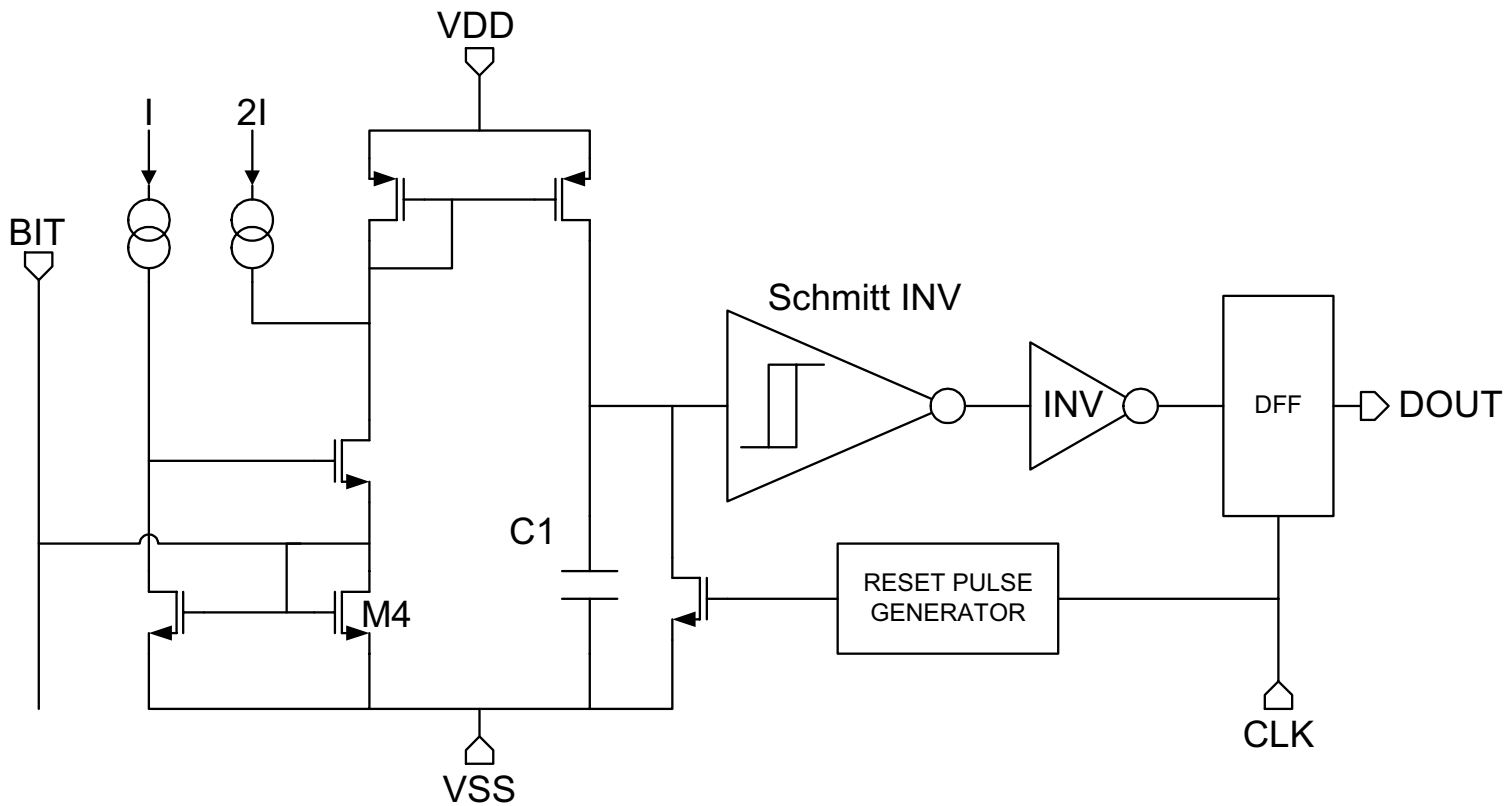 VDD
I
2I
BIT
Schmitt INV
INV
DFF
DOUT
C1
M4
RESET PULSE
GENERATOR
CLK
VSS